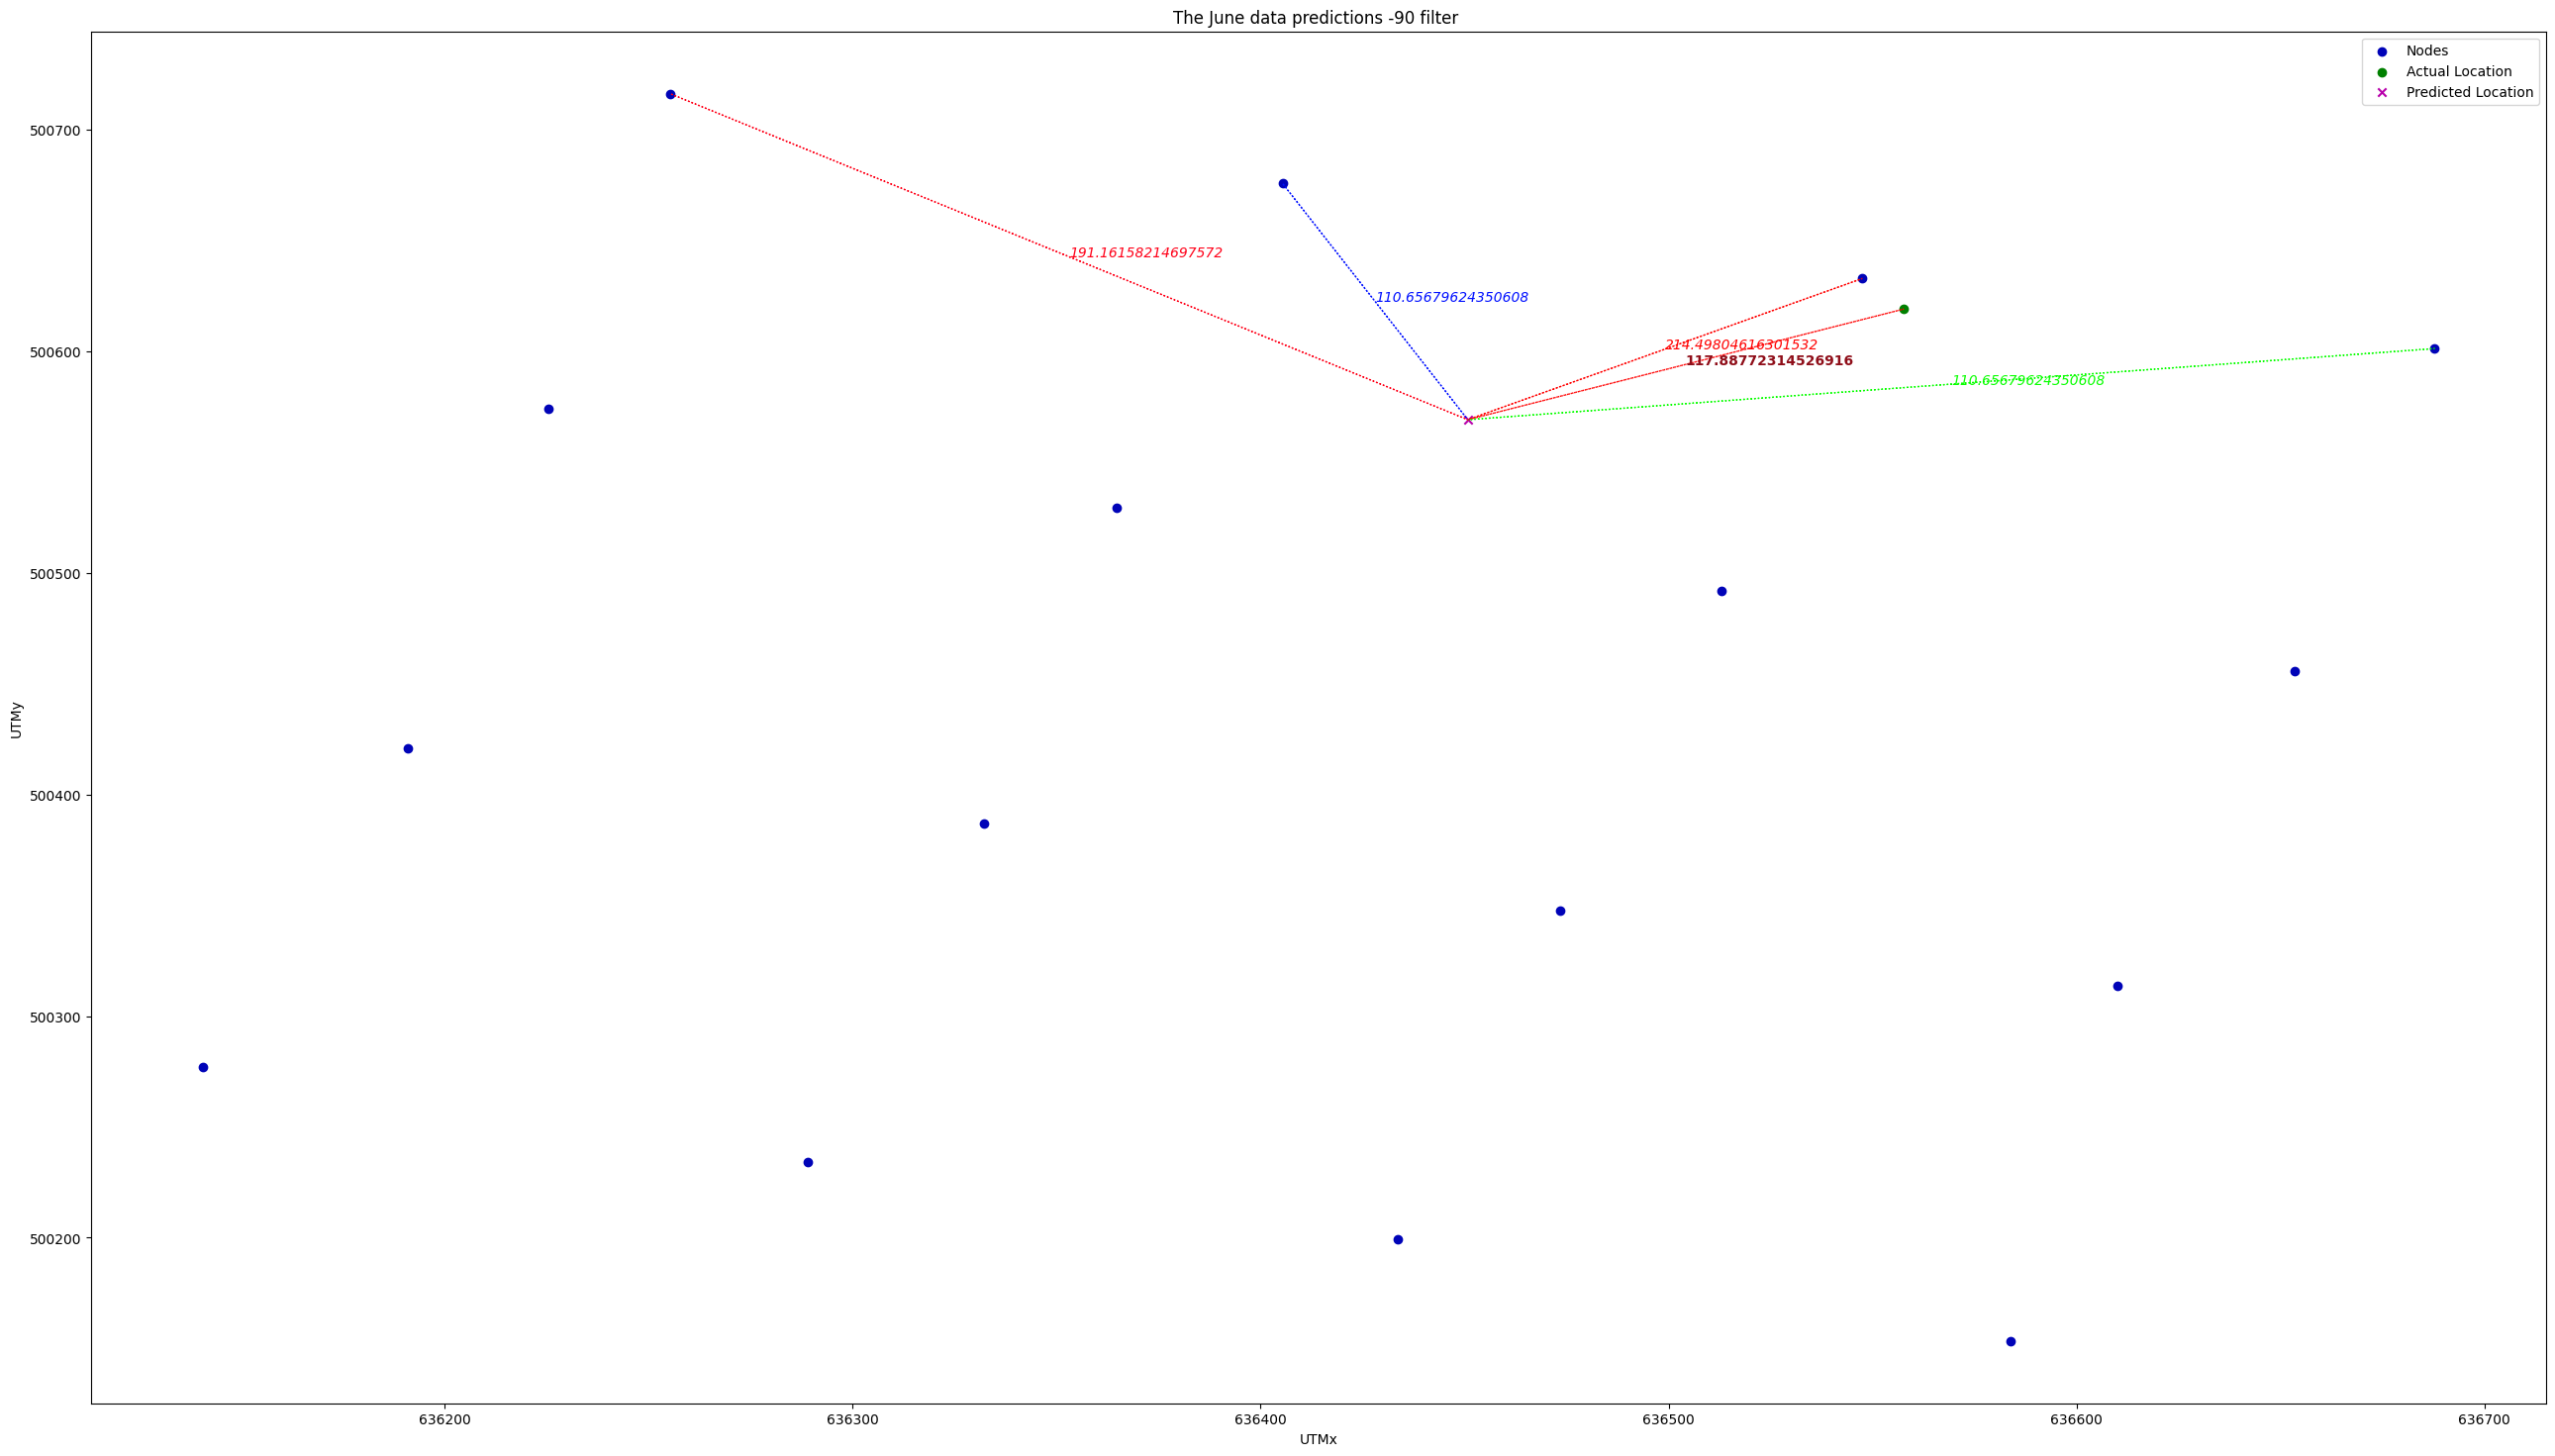 The June data predictions -90 filter
Nodes
Actual Location
Predicted Location
500700
191.16158214697572
110.65679624350608
214.49804616301532
500600
117.88772314526916
110.65679624350608
500500
UTMy
500400
500300
500200
636200
636300
636400
636500
636600
636700
UTMx